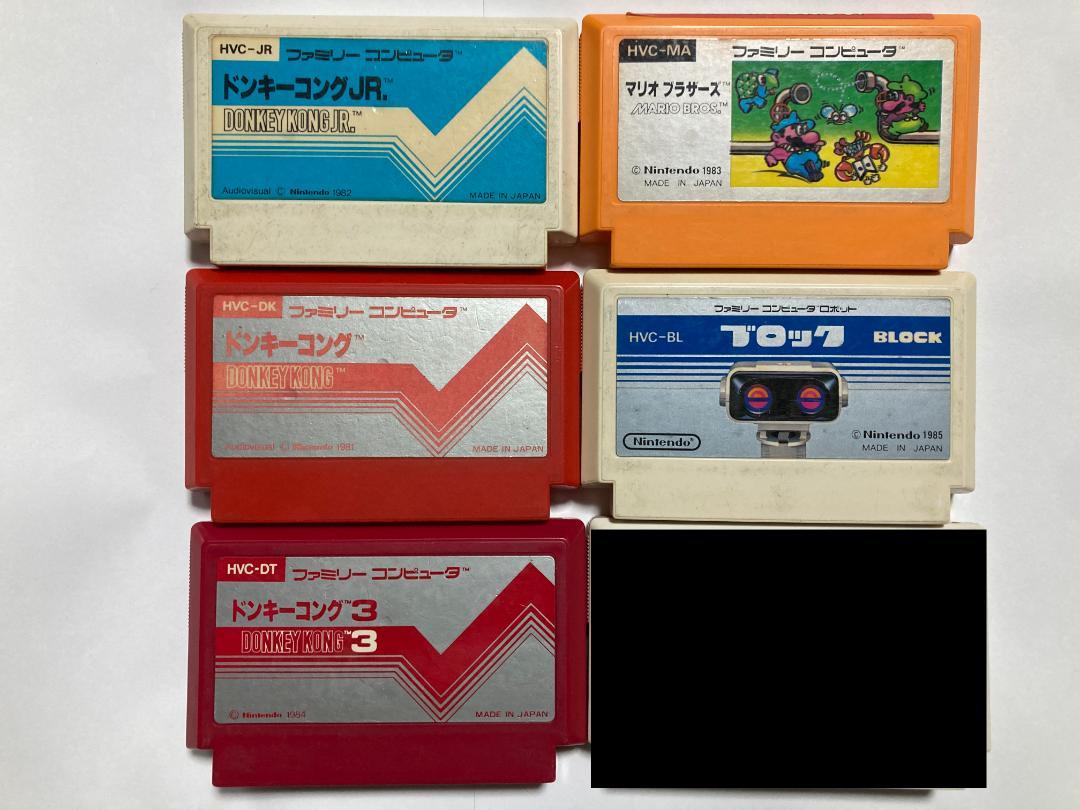 HVC-JR
ファミリー コンピュータ™
ドンキーコングJR.™
DONKEY KONG JR.™
Audiovisual © Nintendo 1982
MADE IN JAPAN
HVC-MA
ファミリー コンピュータ™
マリオ ブラザーズ™
MARIO BROS.™
© Nintendo 1983
MADE IN JAPAN
HVC-DK
ファミリー コンピュータ™
ドンキーコング™
DONKEY KONG™
Audiovisual © Nintendo 1981
MADE IN JAPAN
ファミリー コンピュータ ロボット
HVC-BL
ブロック
BLOCK
Nintendo®
© Nintendo 1985
MADE IN JAPAN
HVC-DT
ファミリー コンピュータ™
ドンキーコング™3
DONKEY KONG™3
© Nintendo 1984
MADE IN JAPAN